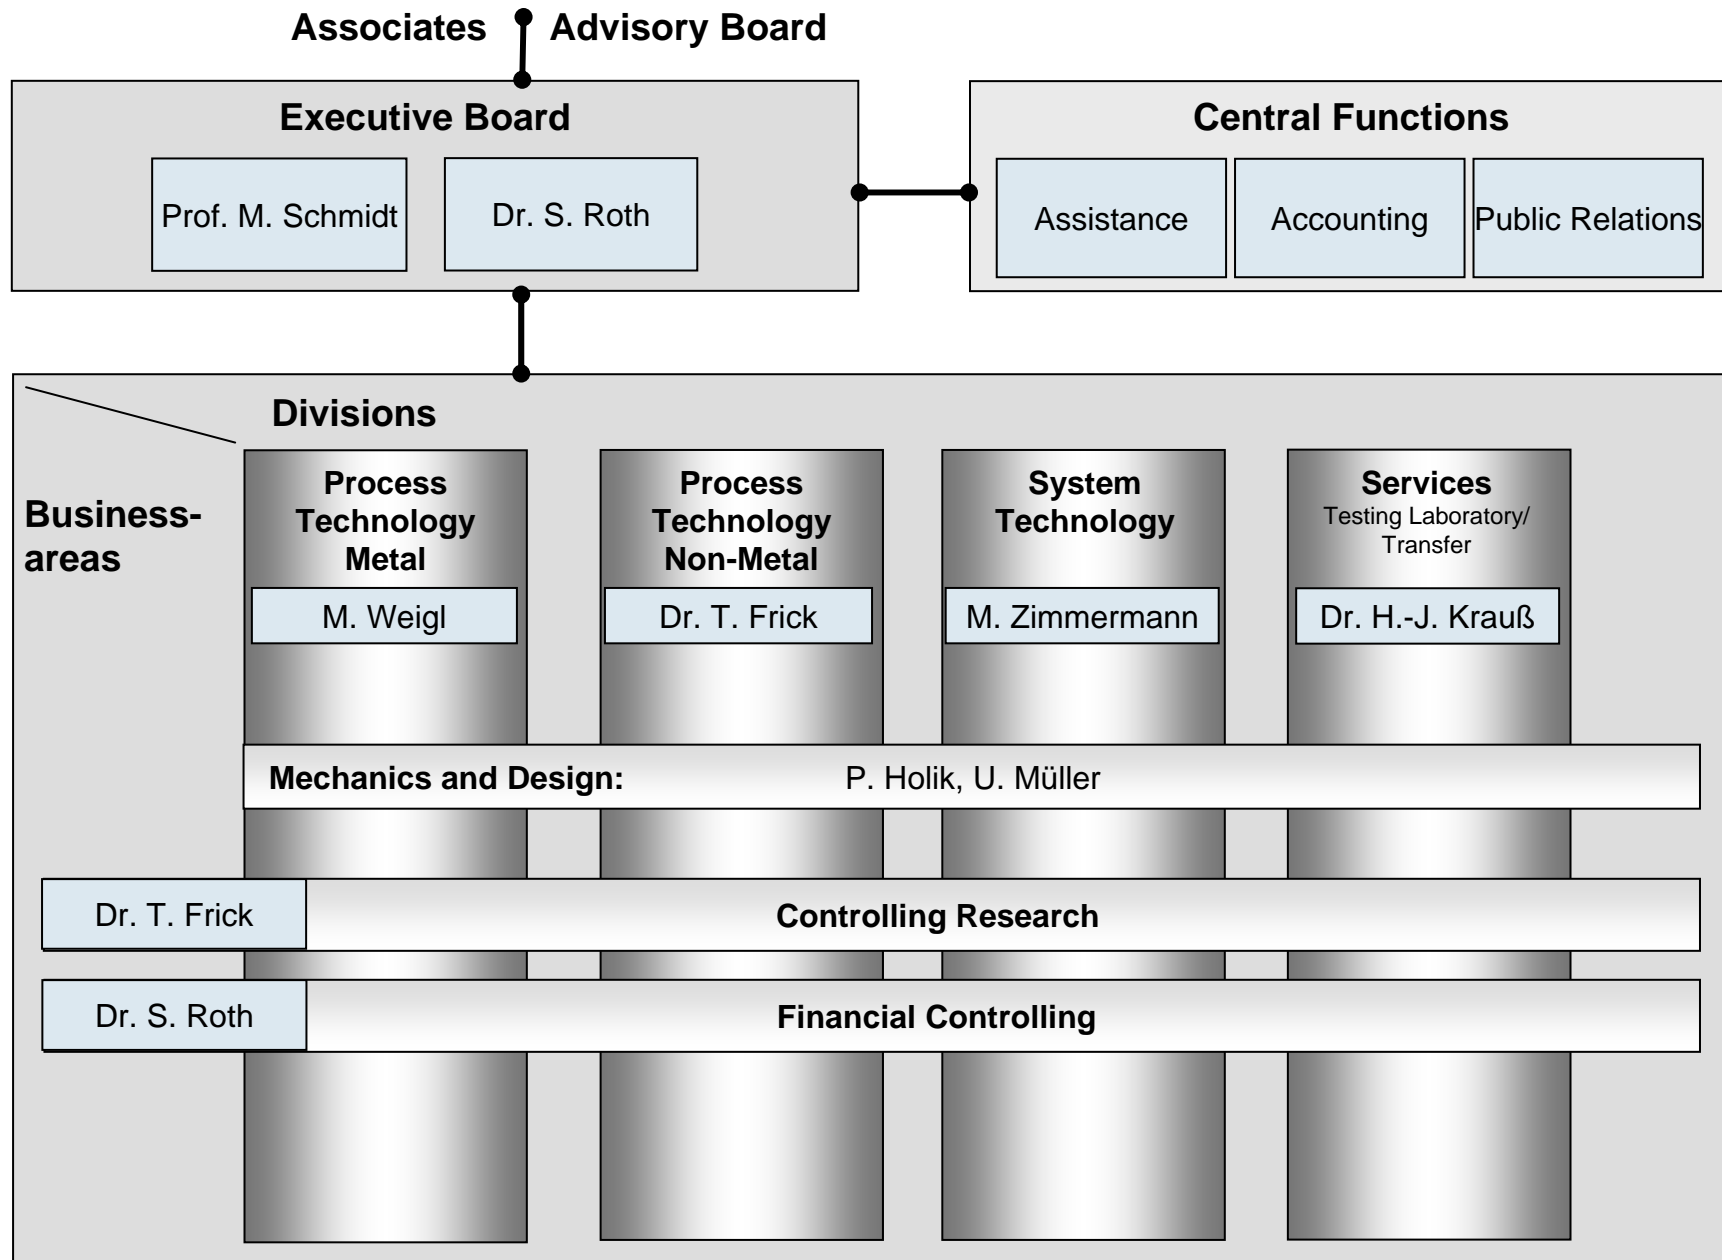 Associates
Advisory Board
Executive Board
Prof. M. Schmidt
Dr. S. Roth
Central Functions
Assistance
Accounting
Public Relations
Divisions
Business-
areas
Process
Technology
Metal
M. Weigl
Process
Technology
Non-Metal
Dr. T. Frick
System
Technology
M. Zimmermann
Services
Testing Laboratory/
Transfer
Dr. H.-J. Krauß
Mechanics and Design: P. Holik, U. Müller
Dr. T. Frick
Controlling Research
Dr. S. Roth
Financial Controlling